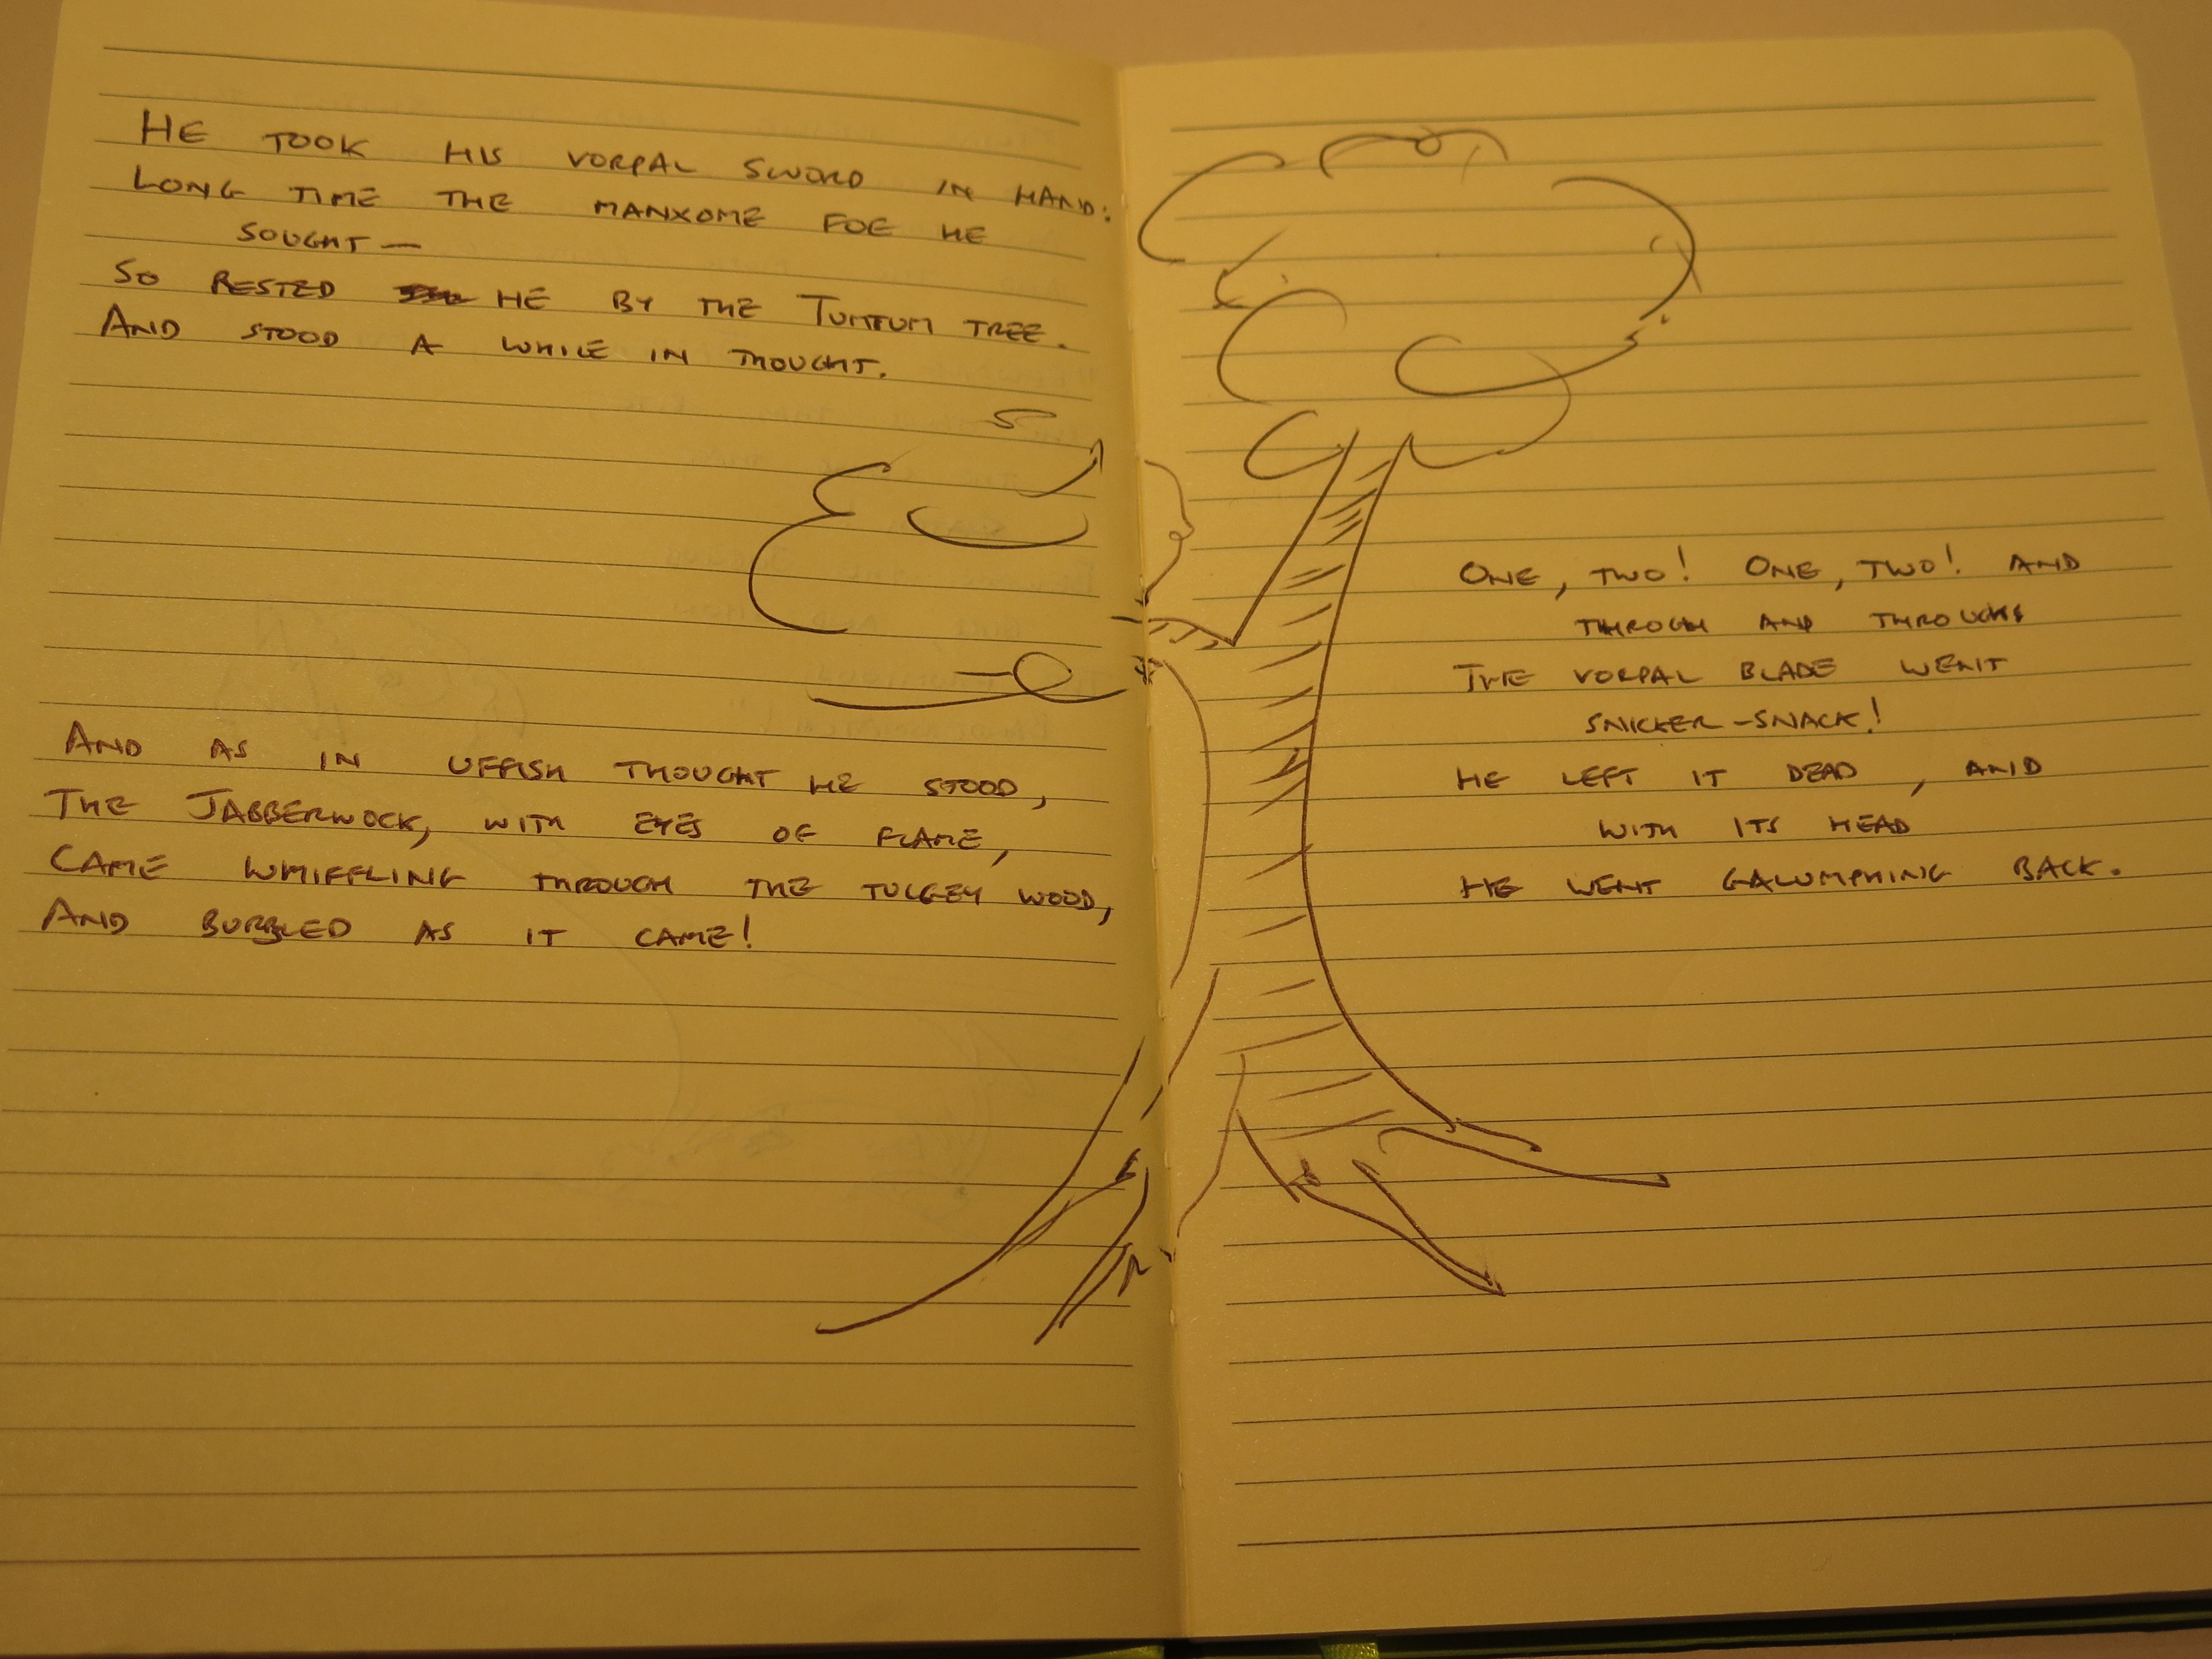 HE TOOK HIS VORPAL SWORD IN HAND:
LONG TIME THE MANXOME FOE HE
SOUGHT —
SO RESTED HE BY THE TUMTUM TREE.
AND STOOD A WHILE IN THOUGHT.
AND AS IN UFFISH THOUGHT HE STOOD,
THE JABBERWOCK, WITH EYES OF FLAME,
CAME WHIFFLING THROUGH THE TULGEY WOOD,
AND BURBLED AS IT CAME!
ONE, TWO! ONE, TWO! AND
THROUGH AND THROUGH
THE VORPAL BLADE WENT
SNICKER-SNACK!
HE LEFT IT DEAD, AND
WITH ITS HEAD
HE WENT GALUMPHING BACK.